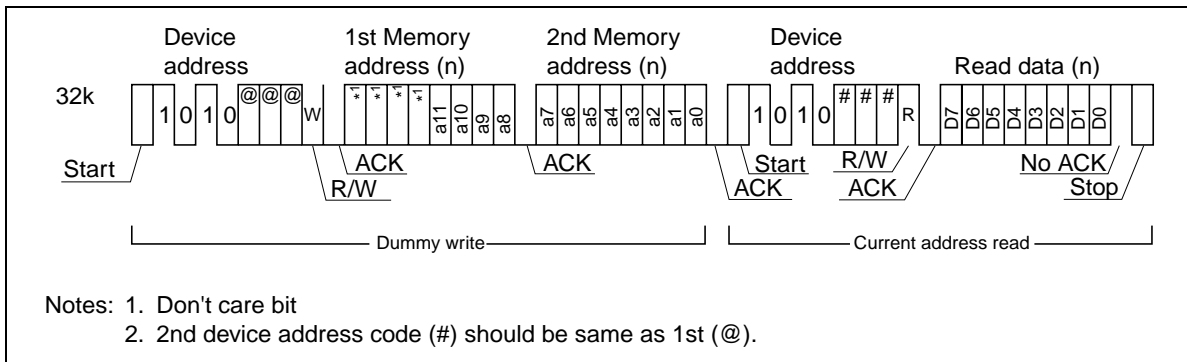 Device address
1st Memory address (n)
2nd Memory address (n)
Device address
Read data (n)
32k
1 0 1 0 @ @ @ W
*1 *1 *1 *1 a11 a10 a9 a8
a7 a6 a5 a4 a3 a2 a1 a0
1 0 1 0 # # # R
D7 D6 D5 D4 D3 D2 D1 D0
Start
R/W
ACK
ACK
ACK
Start
R/W
ACK
No ACK
Stop
Dummy write
Current address read
Notes: 1. Don't care bit
2. 2nd device address code (#) should be same as 1st (@).